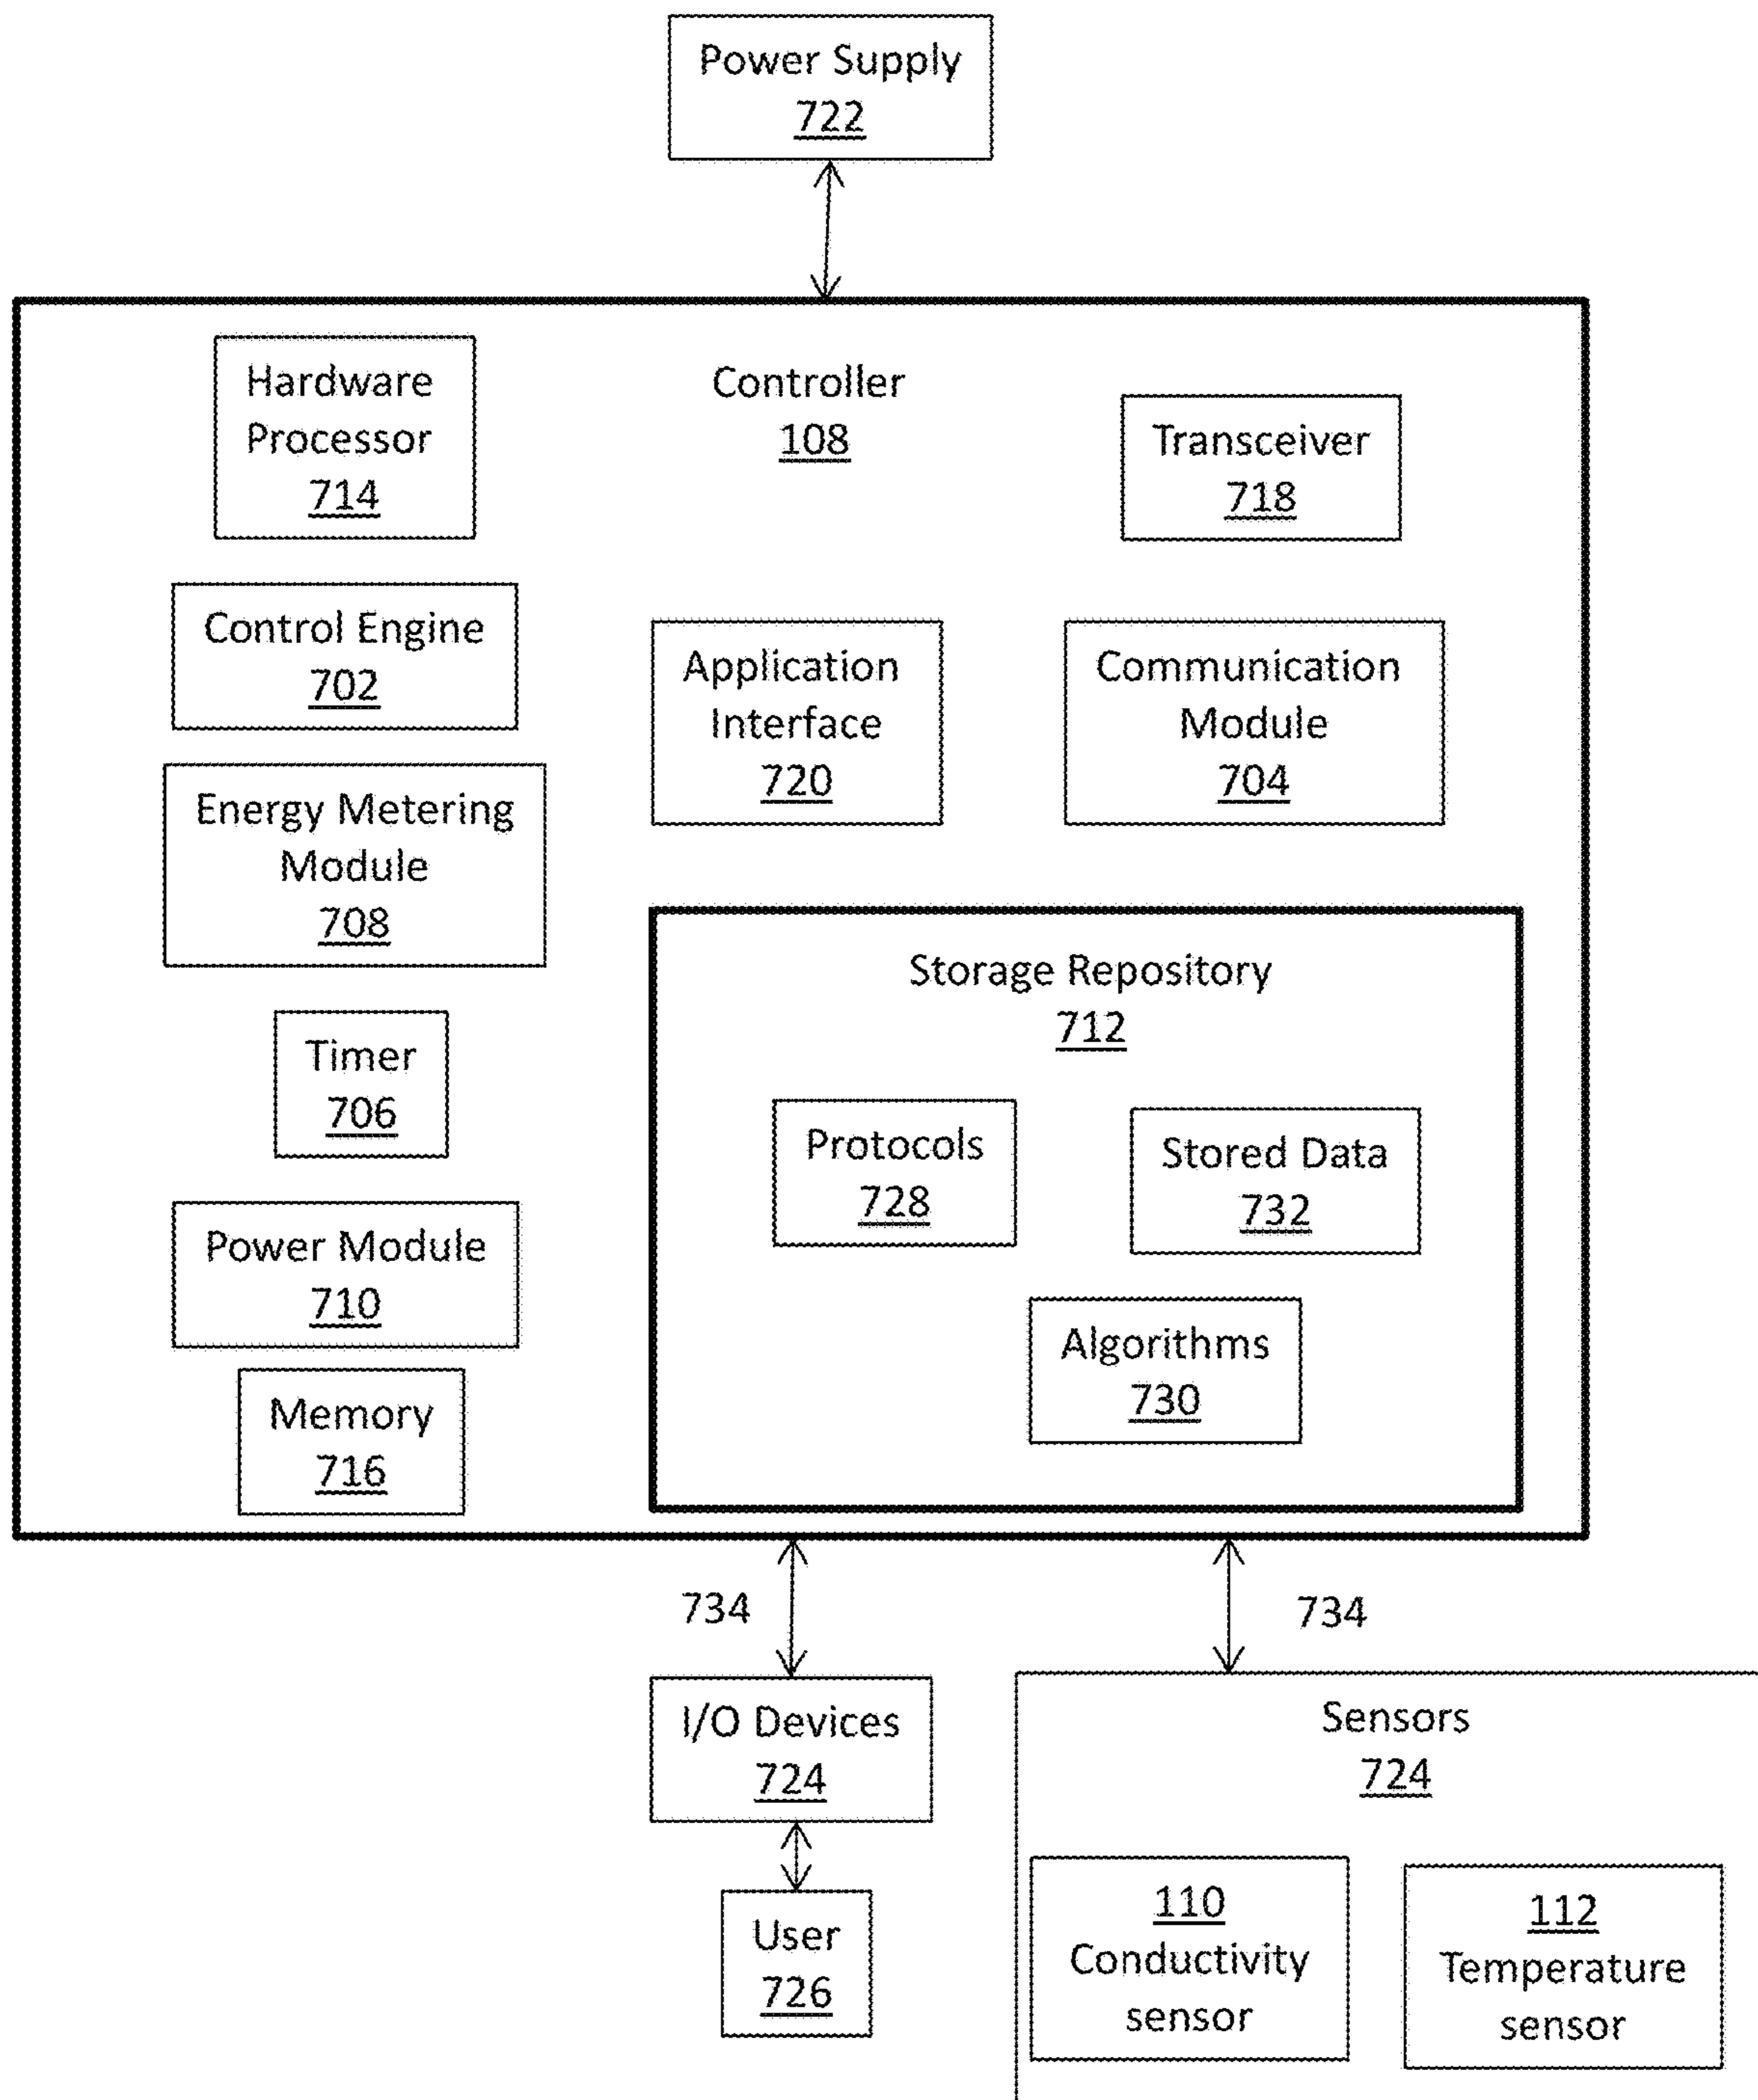 Power Supply
722
Hardware
Processor
714
Controller
108
Transceiver
718
Control Engine
702
Application
Interface
720
Communication
Module
704
Energy Metering
Module
708
Storage Repository
712
Timer
706
Protocols
728
Stored Data
732
Power Module
710
Algorithms
730
Memory
716
734
734
I/O Devices
724
Sensors
724
User
726
110
Conductivity
sensor
112
Temperature
sensor